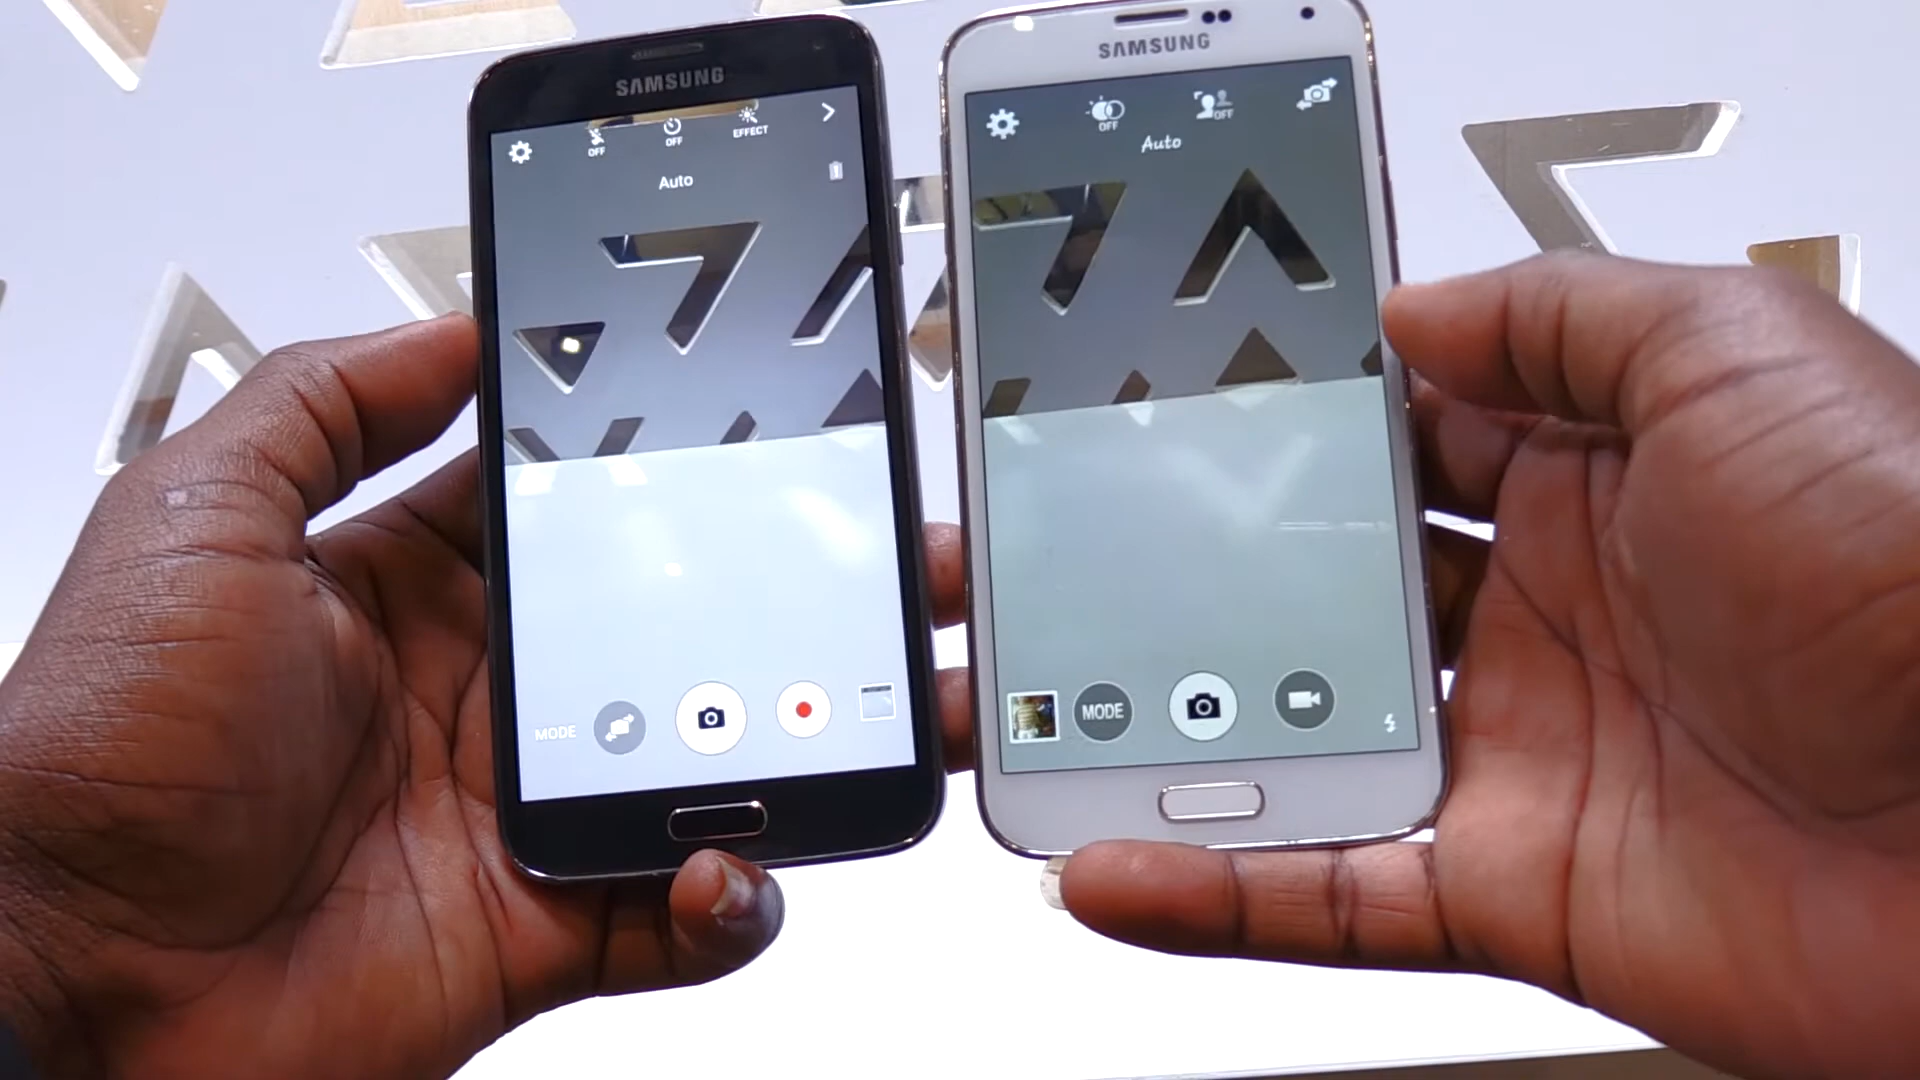 SAMSUNG
OFF
OFF
EFFECT
Auto
MODE
SAMSUNG
OFF
OFF
Auto
MODE